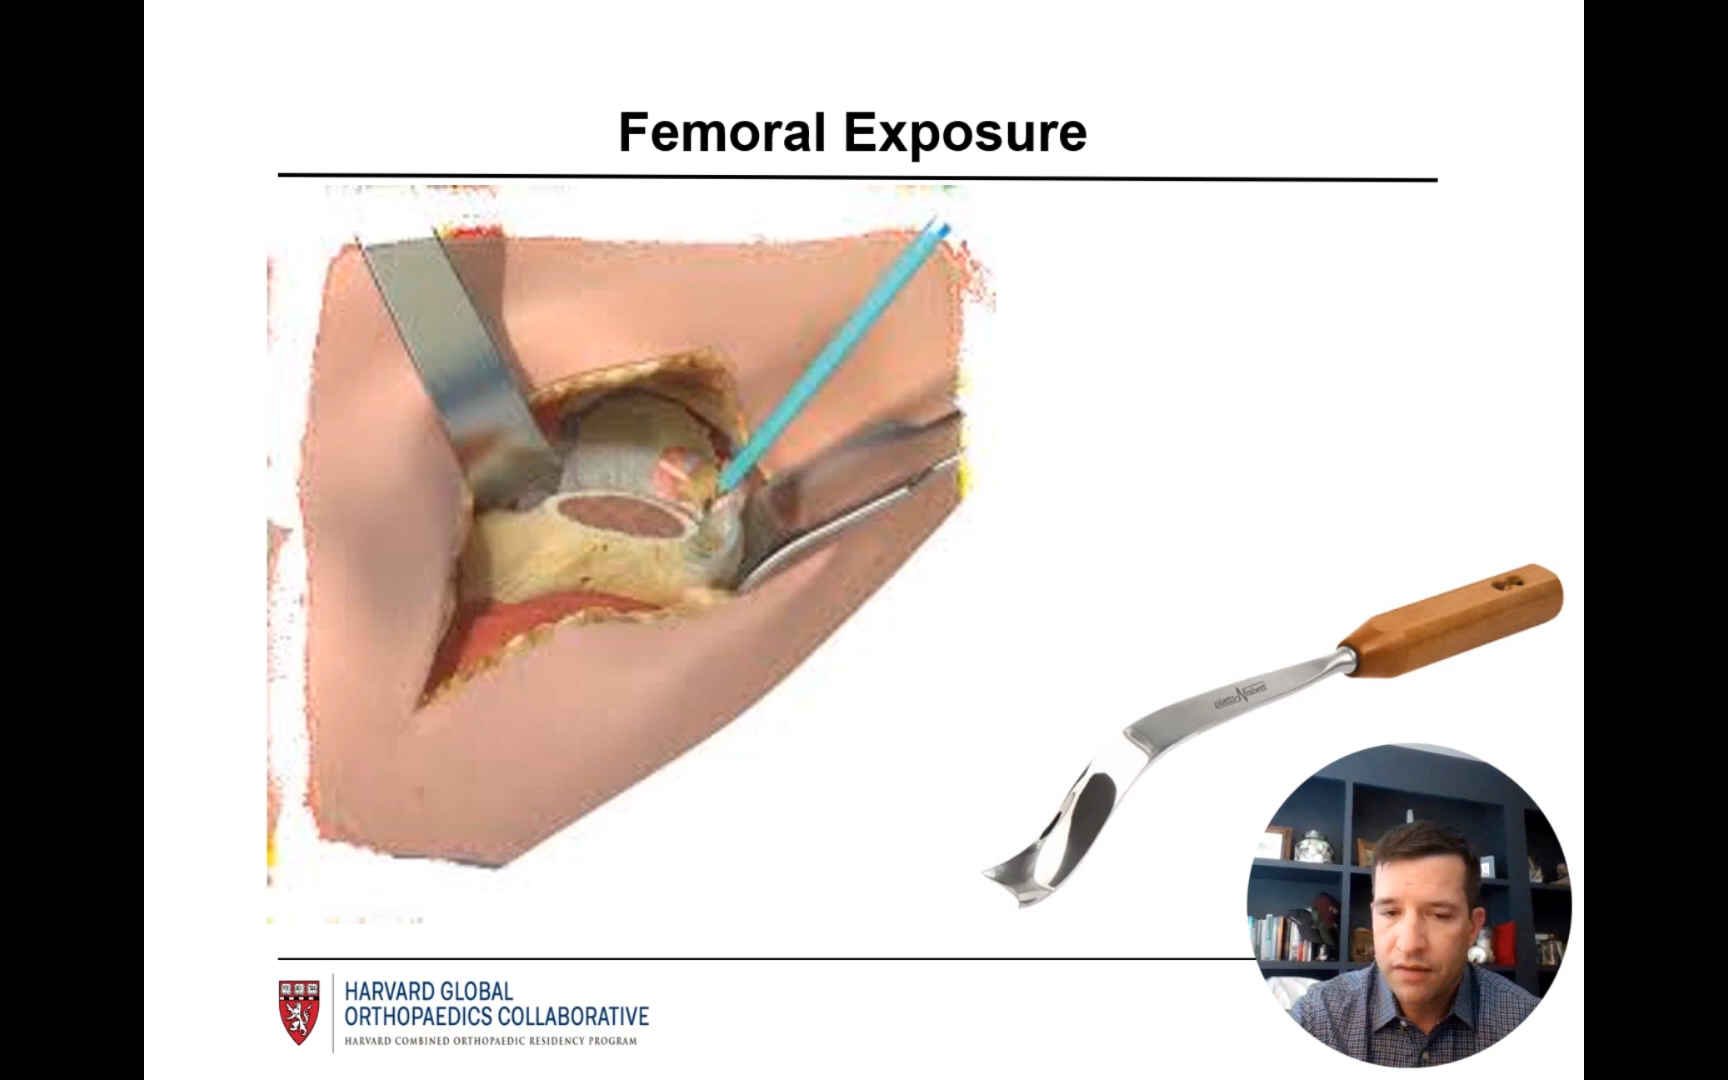 Femoral Exposure
HARVARD GLOBAL
ORTHOPAEDICS COLLABORATIVE
HARVARD COMBINED ORTHOPAEDIC RESIDENCY PROGRAM